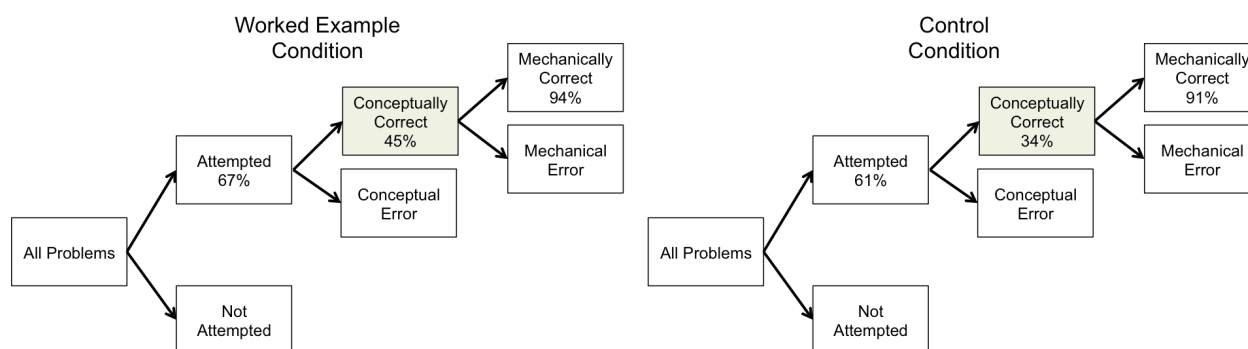 Worked Example
Condition
Mechanically
Correct
94%
Conceptually
Correct
45%
Mechanical
Error
Attempted
67%
Conceptual
Error
All Problems
Not
Attempted
Control
Condition
Mechanically
Correct
91%
Conceptually
Correct
34%
Mechanical
Error
Attempted
61%
Conceptual
Error
All Problems
Not
Attempted